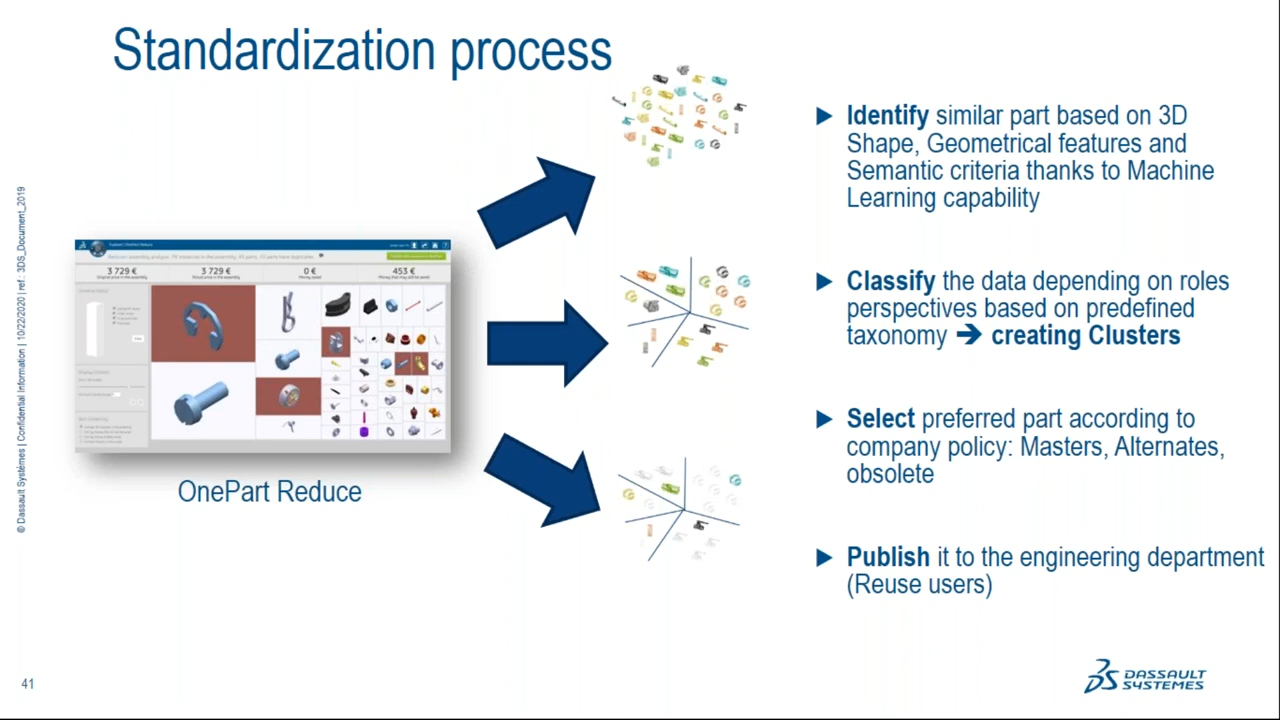 Standardization process
▶ Identify similar part based on 3D
Shape, Geometrical features and
Semantic criteria thanks to Machine
Learning capability
▶ Classify the data depending on roles
perspectives based on predefined
taxonomy ➔ creating Clusters
▶ Select preferred part according to
company policy: Masters, Alternates,
obsolete
▶ Publish it to the engineering department
(Reuse users)
3 729 €
3 729 €
0 €
453 €
OnePart Reduce
© Dassault Systèmes | Confidential Information | 10/22/2020 | ref.: 3DS_Document_2019
41
DASSAULT
SYSTEMES